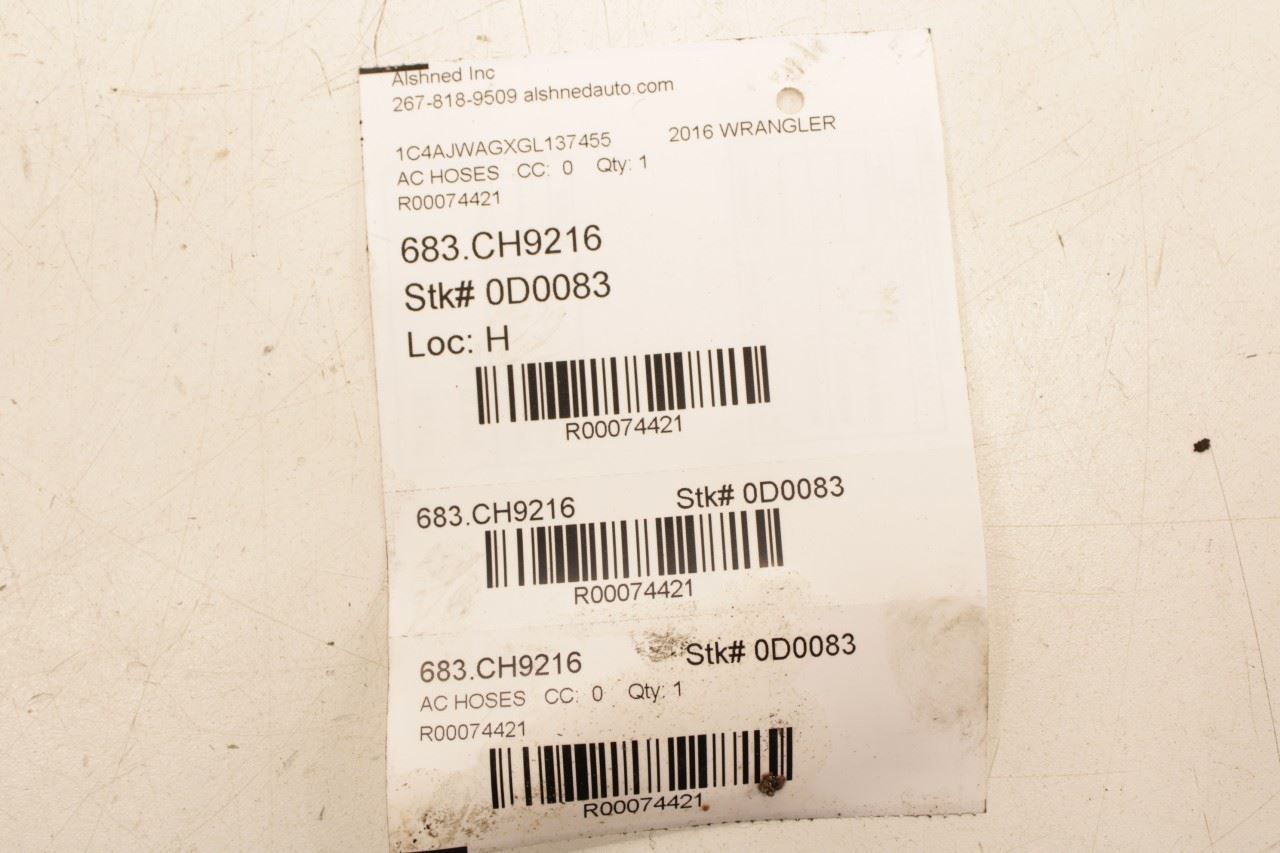 Alshned Inc
267-818-9509 alshnedauto.com
1C4AJWAGXGL137455 2016 WRANGLER
AC HOSES CC: 0 Qty: 1
R00074421
683.CH9216
Stk# 0D0083
Loc: H
R00074421
683.CH9216 Stk# 0D0083
R00074421
683.CH9216 Stk# 0D0083
AC HOSES CC: 0 Qty: 1
R00074421
R00074421